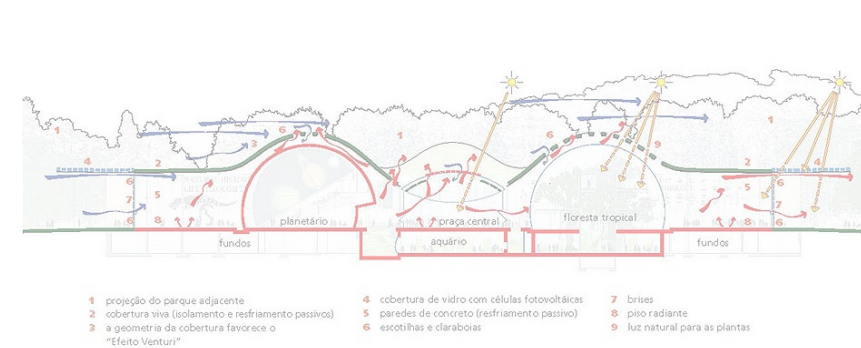 1
6
1
6
1
3
9
4
2
2
4
6
5
7
6
8
6
5
7
8
6
planetário
praça central
floresta tropical
fundos
aquário
fundos
1 projeção do parque adjacente
2 cobertura viva (isolamento e resfriamento passivos)
3 a geometria da cobertura favorece o
"Efeito Venturi"
4 cobertura de vidro com células fotovoltáicas
5 paredes de concreto (resfriamento passivo)
6 escotilhas e claraboias
7 brises
8 piso radiante
9 luz natural para as plantas